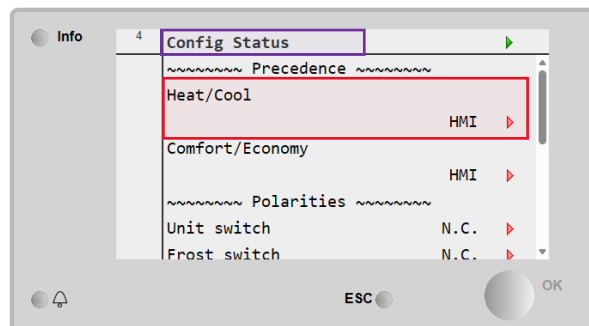 Info
4
Config Status
~~~~~~~~ Precedence ~~~~~~~~
Heat/Cool
HMI
Comfort/Economy
HMI
~~~~~~~~ Polarities ~~~~~~~~
Unit switch N.C.
Frost switch N.C.
OK
ESC